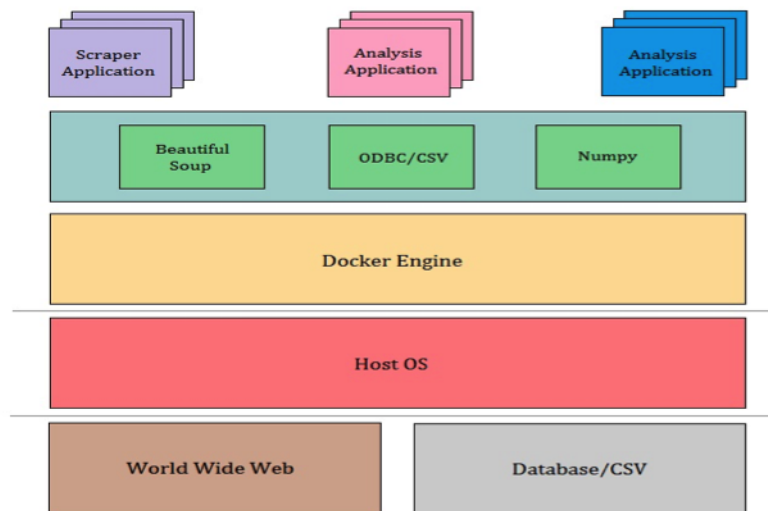 Scraper
Application
Analysis
Application
Analysis
Application
Beautiful
Soup
ODBC/CSV
Numpy
Docker Engine
Host OS
World Wide Web
Database/CSV